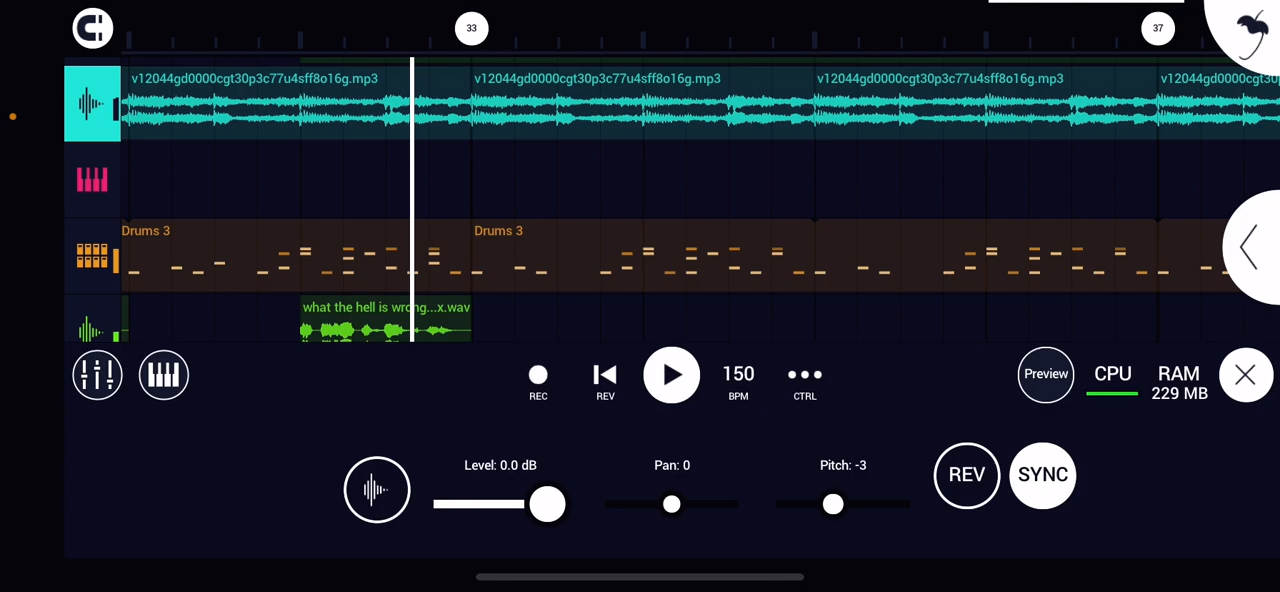 33
37
v12044gd0000cgt30p3c77u4sff8o16g.mp3
v12044gd0000cgt30p3c77u4sff8o16g.mp3
v12044gd0000cgt30p3c77u4sff8o16g.mp3
v12044gd0000cgt30
Drums 3
Drums 3
what the hell is wrong...x.wav
REC
REV
150
BPM
CTRL
Preview
CPU
RAM
229 MB
Level: 0.0 dB
Pan: 0
Pitch: -3
REV
SYNC